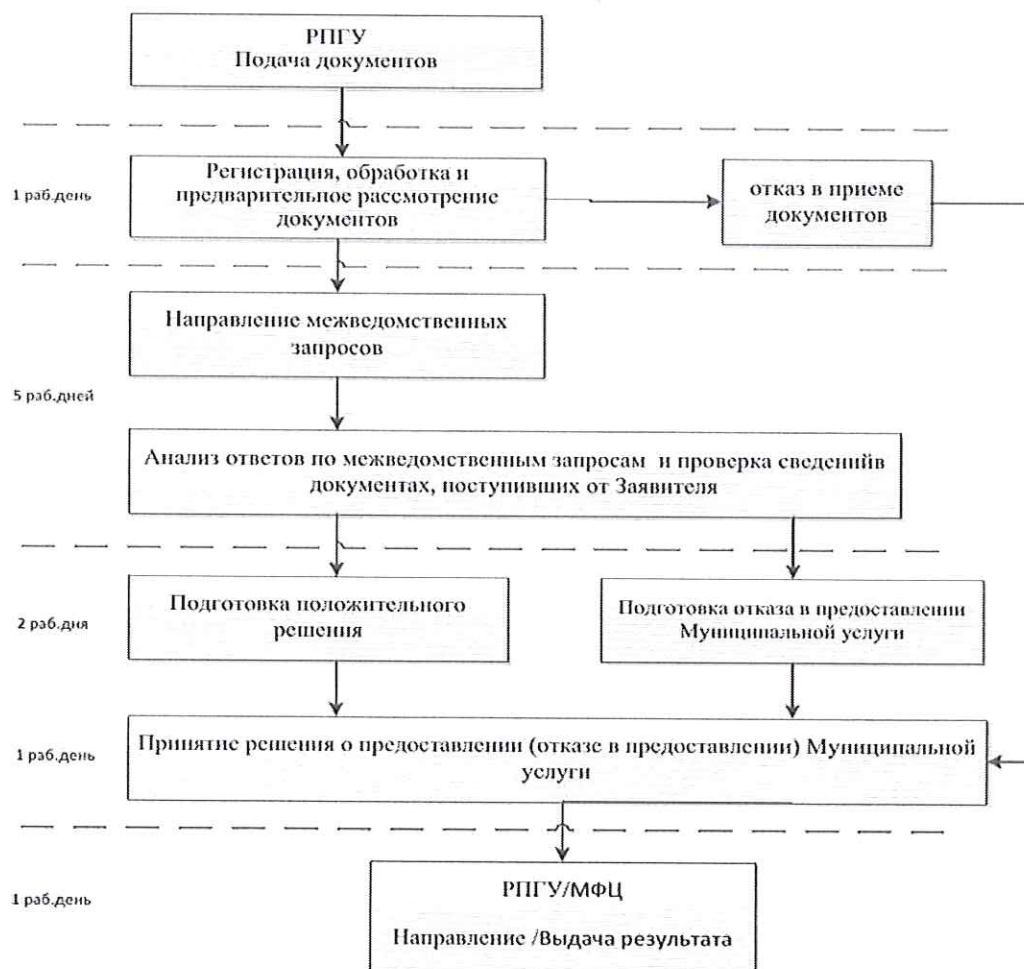 РПГУ
Подача документов
1 раб.день
Регистрация, обработка и
предварительное рассмотрение
документов
отказ в приеме
документов
Направление межведомственных
запросов
5 раб.дней
Анализ ответов по межведомственным запросам и проверка сведенийв
документах, поступивших от Заявителя
2 раб.дня
Подготовка положительного
решения
Подготовка отказа в предоставлении
Муниципальной услуги
1 раб.день
Принятие решения о предоставлении (отказе в предоставлении) Муниципальной
услуги
1 раб.день
РПГУ/МФЦ
Направление /Выдача результата